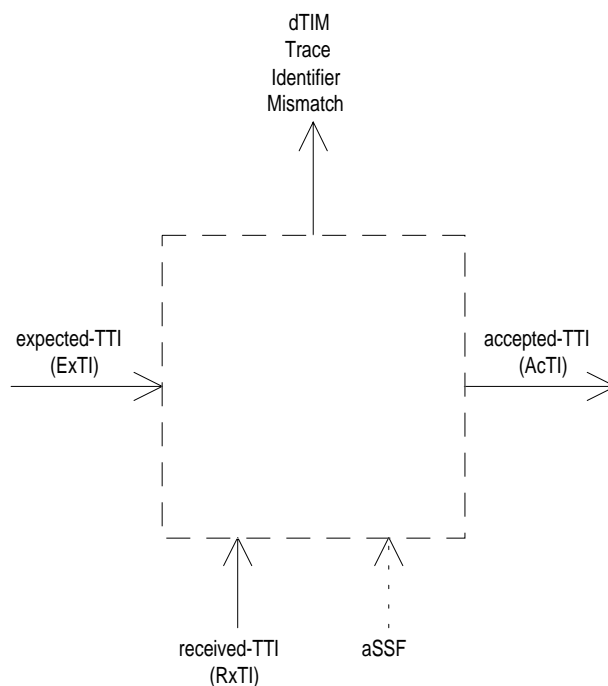 dTIM
Trace
Identifier
Mismatch
expected-TTI
(ExTI)
accepted-TTI
(AcTI)
received-TTI
(RxTI)
aSSF